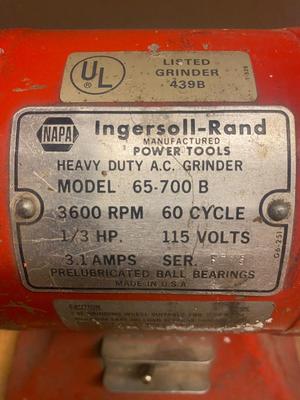 UL
LISTED
GRINDER
439B
NAPA
Ingersoll-Rand
MANUFACTURED
POWER TOOLS
HEAVY DUTY A.C. GRINDER
MODEL 65-700 B
3600 RPM 60 CYCLE
1/3 HP. 115 VOLTS
3.1 AMPS SER.
PRELUBRICATED BALL BEARINGS
MADE IN U.S.A
CAUTION